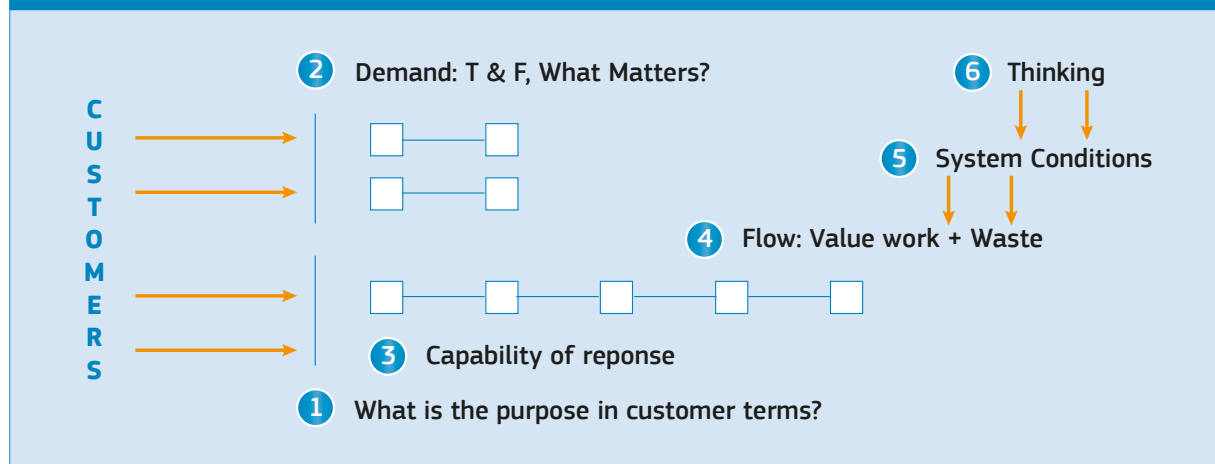 2 Demand: T & F, What Matters?
6 Thinking
CUSTOMERS
5 System Conditions
4 Flow: Value work + Waste
3 Capability of reponse
1 What is the purpose in customer terms?